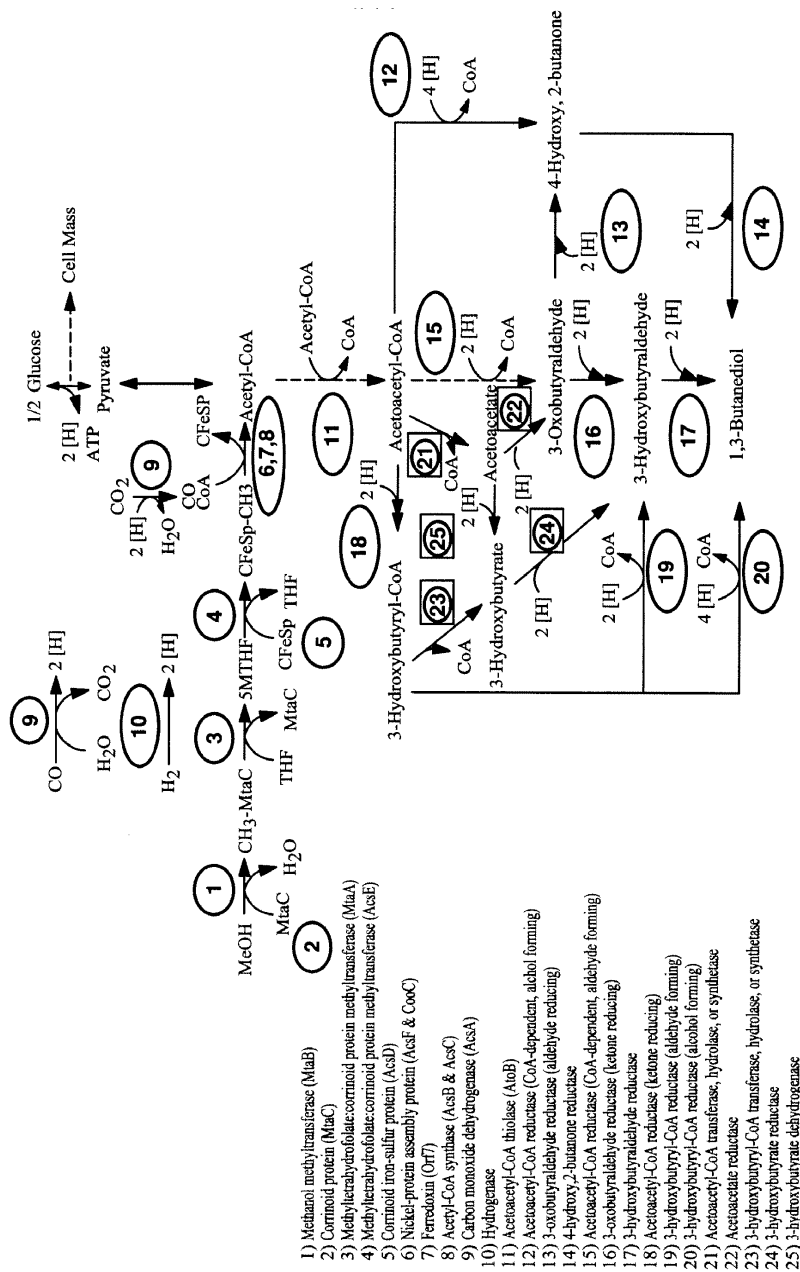 CO
9
2 [H]
H2O
CO2
H2
10
2 [H]
1/2 Glucose
2 [H]
ATP
Pyruvate
Cell Mass
CO2
2 [H]
9
H2O
CO
CoA
CFeSP
MeOH
1
CH3-MtaC
3
5MTHF
4
CFeSp-CH3
6,7,8
Acetyl-CoA
MtaC
H2O
THF
MtaC
CFeSp
THF
2
5
11
Acetyl-CoA
CoA
3-Hydroxybutyryl-CoA
18
2 [H]
Acetoacetyl-CoA
15
2 [H]
CoA
12
4 [H]
CoA
23
25
21
CoA
CoA
Acetoacetate
22
2 [H]
2 [H]
3-Hydroxybutyrate
24
2 [H]
3-Oxobutyraldehyde
13
2 [H]
4-Hydroxy, 2-butanone
16
2 [H]
2 [H]
CoA
19
3-Hydroxybutyraldehyde
17
2 [H]
2 [H]
14
4 [H]
CoA
20
1,3-Butanediol
1) Methanol methyltransferase (MtaB)
2) Corrinoid protein (MtaC)
3) Methyltetrahydrofolate:corrinoid protein methyltransferase (MtaA)
4) Methyltetrahydrofolate:corrinoid protein methyltransferase (AcsE)
5) Corrinoid iron-sulfur protein (AcsD)
6) Nickel-protein assembly protein (AcsF & CooC)
7) Ferredoxin (Orf7)
8) Acetyl-CoA synthase (AcsB & AcsC)
9) Carbon monoxide dehydrogenase (AcsA)
10) Hydrogenase
11) Acetoacetyl-CoA thiolase (AtoB)
12) Acetoacetyl-CoA reductase (CoA-dependent, alchol forming)
13) 3-oxobutyraldehyde reductase (aldehyde reducing)
14) 4-hydroxy,2-butanone reductase
15) Acetoacetyl-CoA reductase (CoA-dependent, aldehyde forming)
16) 3-oxobutyraldehyde reductase (ketone reducing)
17) 3-hydroxybutyraldehyde reductase
18) Acetoacetyl-CoA reductase (ketone reducing)
19) 3-hydroxybutyryl-CoA reductase (aldehyde forming)
20) 3-hydroxybutyryl-CoA reductase (alcohol forming)
21) Acetoacetyl-CoA transferase, hydrolase, or synthetase
22) Acetoacetate reductase
23) 3-hydroxybutyryl-CoA transferase, hydrolase, or synthetase
24) 3-hydroxybutyrate reductase
25) 3-hydroxybutyrate dehydrogenase